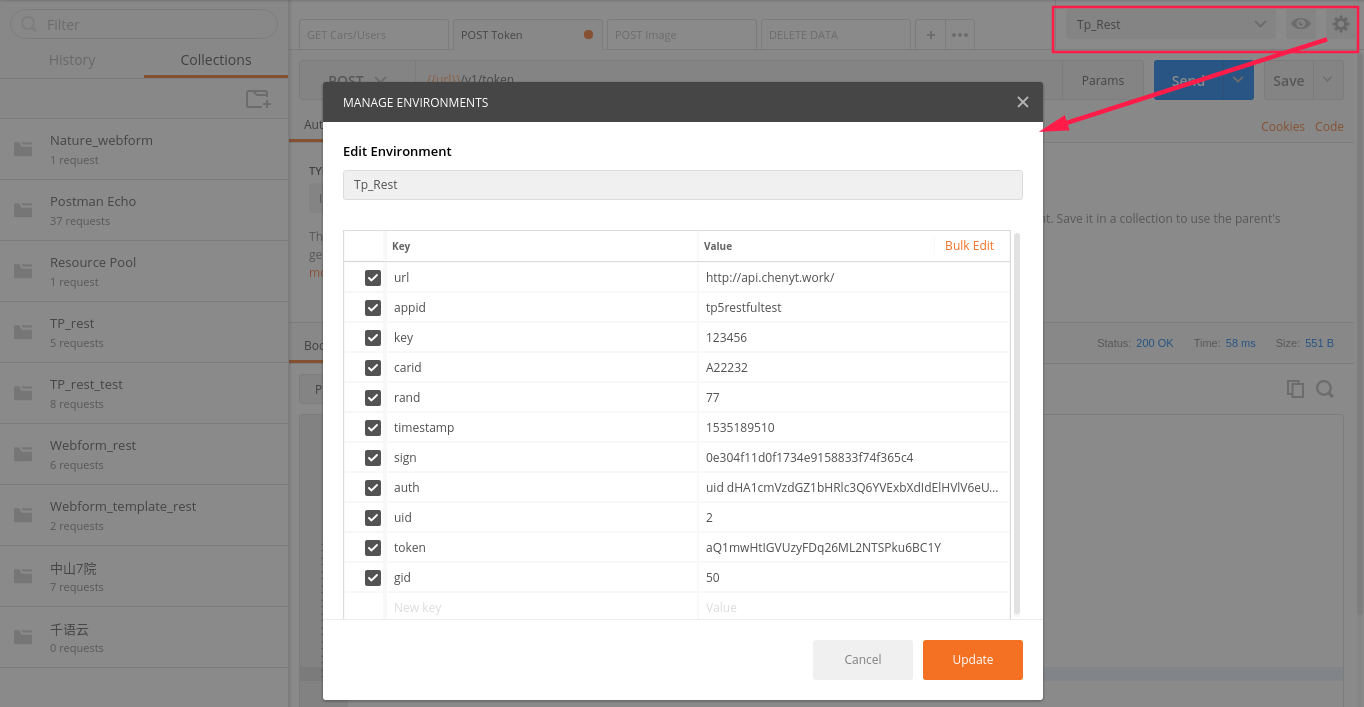 Filter
History
Collections
Nature_webform
1 request
Postman Echo
37 requests
Resource Pool
1 request
TP_rest
5 requests
TP_rest_test
8 requests
Webform_rest
6 requests
Webform_template_rest
2 requests
中山7院
7 requests
千语云
0 requests
GET Cars/Users
POST Token
POST Image
DELETE DATA
Tp_Rest
POST
{{url}}/v1/token
Params
Send
Save
Aut
Cookies
Code
TY
nt. Save it in a collection to use the parent's
Th
ge
mo
Boo
Status: 200 OK
Time: 58 ms
Size: 551 B
P
MANAGE ENVIRONMENTS
Edit Environment
Tp_Rest
Key Value Bulk Edit
url http://api.chenyt.work/
appid tp5restfultest
key 123456
carid A22232
rand 77
timestamp 1535189510
sign 0e304f11d0f1734e9158833f74f365c4
auth uid dHA1cmVzdGZ1bHRlc3Q6YVExbXdIdElHVlV6eU...
uid 2
token aQ1mwHtIGVUzyFDq26ML2NTSPku6BC1Y
gid 50
New key Value
Cancel
Update